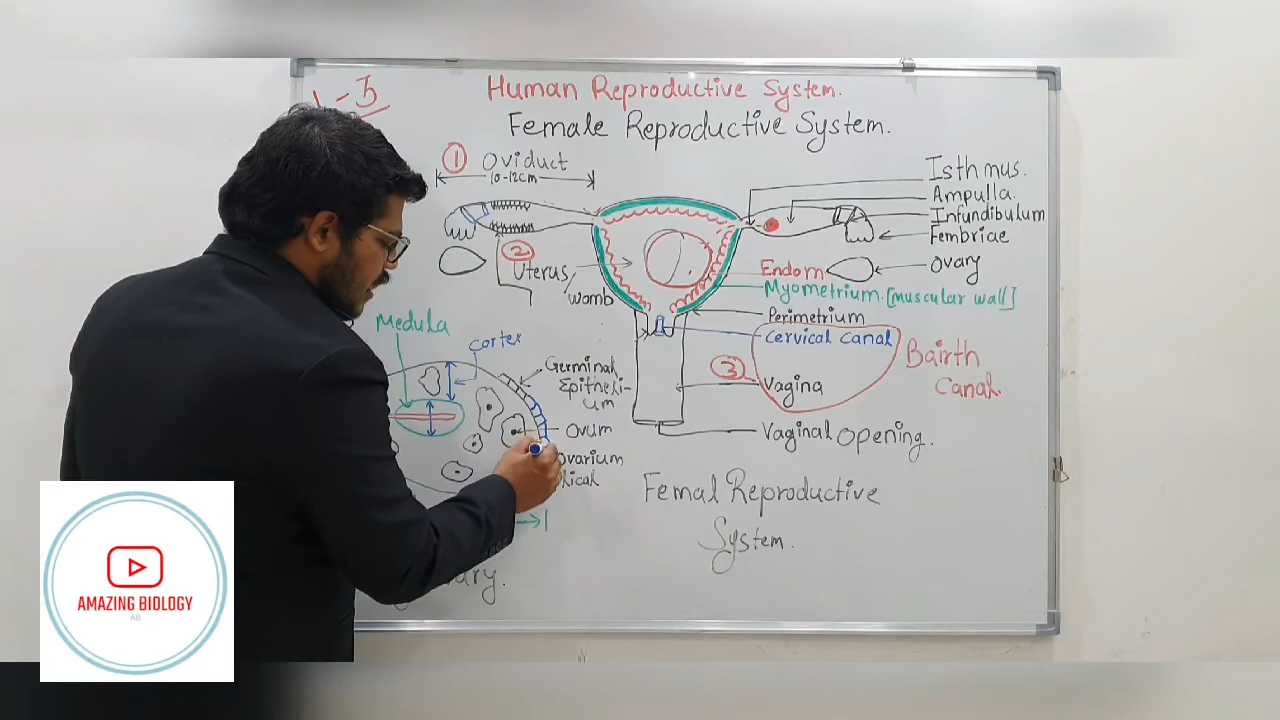 L-5
Human Reproductive System.
Female Reproductive System.
1 Oviduct
10-12cm
Isthmus.
Ampulla.
Infundibulum
Fembriae
Ovary
2
Uterus
womb
Endom
Myometrium.[muscular wall]
Perimetrium
Cervical Canal
3
Vagina
Bairth
Canal.
Vaginal Opening.
Medula
Cortex
Germinal
Epitheli-
um
Ovum
Ovarium
Femal Reproductive
System.
AMAZING BIOLOGY
AB